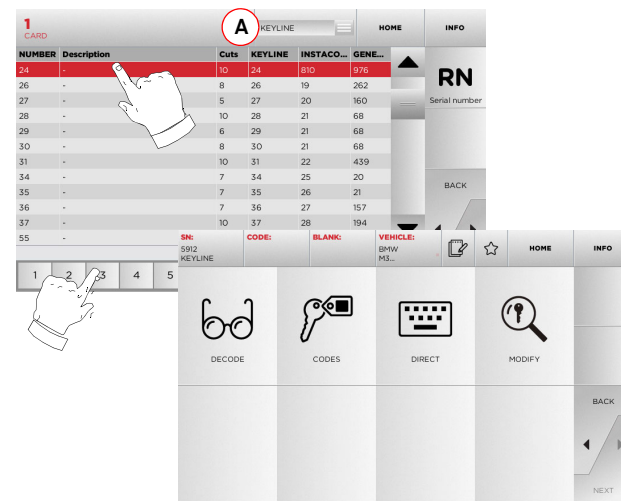 1
CARD
A
KEYLINE
HOME
INFO
NUMBER Description Cuts KEYLINE INSTACO... GENE...
24 - 10 24 810 976
26 - 8 26 19 262
27 - 5 27 20 160
28 - 10 28 21 68
29 - 6 29 21 68
30 - 8 30 21 68
31 - 10 31 22 439
34 - 7 34 25 20
35 - 7 35 26 21
36 - 7 36 27 157
37 - 10 37 28 194
55 -
RN
Serial number
BACK
1 2 3 4 5
SN:
5912
KEYLINE
CODE:
BLANK:
VEHICLE:
BMW
M3...
HOME
INFO
DECODE
CODES
DIRECT
MODIFY
BACK
NEXT